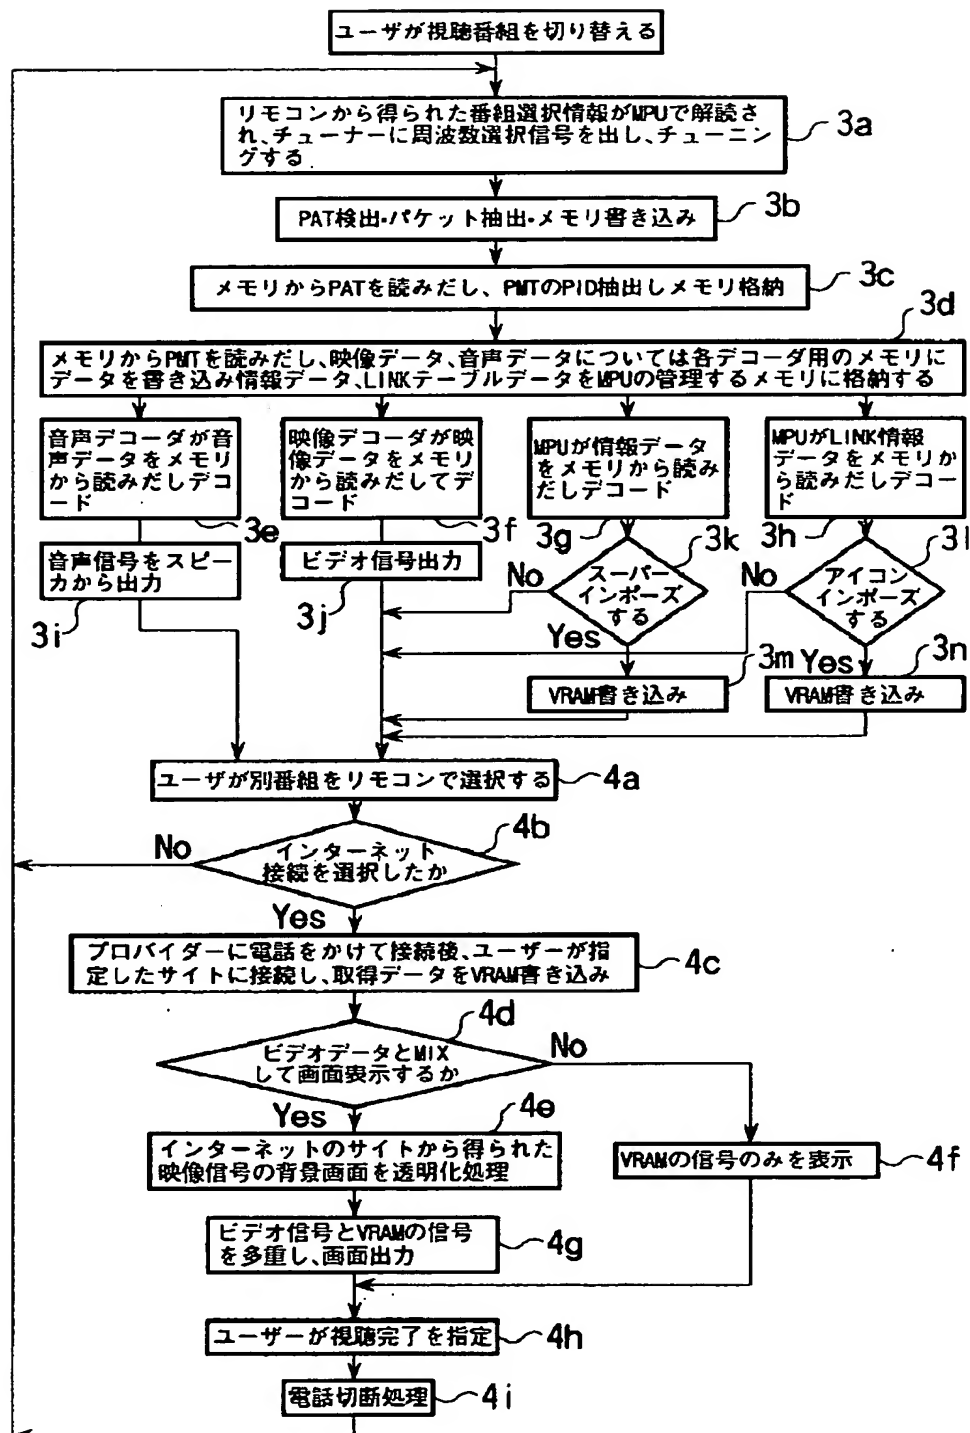 ユーザが視聴番組を切り替える
リモコンから得られた番組選択情報がMPUで解読さ
れ、チューナーに周波数選択信号を出し、チューニン
グする
3a
PAT検出・パケット抽出・メモリ書き込み
3b
メモリからPATを読みだし、PMTのPID抽出しメモリ格納
3c
3d
メモリからPMTを読みだし、映像データ、音声データについては各デコーダ用のメモリに
データを書き込み情報データ、LINKテーブルデータをMPUの管理するメモリに格納する
音声デコーダが音
声データをメモリ
から読みだしデコ
ード
3e
映像デコーダが映
像データをメモリ
から読みだしてデ
コード
3f
MPUが情報データ
をメモリから読み
だしデコード
3g
MPUがLINK情報
データをメモリか
ら読みだしデコー
ド
3h
音声信号をスピー
カから出力
3i
ビデオ信号出力
3j
No
スーパー
インポーズ
する
3k
Yes
No
アイコン
インポーズ
する
3l
Yes
VRAM書き込み
3m
VRAM書き込み
3n
ユーザが別番組をリモコンで選択する
4a
No
インターネット
接続を選択したか
4b
Yes
プロバイダーに電話をかけて接続後、ユーザーが指
定したサイトに接続し、取得データをVRAM書き込み
4c
4d
ビデオデータとMIX
して画面表示するか
No
Yes
4e
インターネットのサイトから得られた
映像信号の背景画面を透明化処理
VRAMの信号のみを表示
4f
ビデオ信号とVRAMの信号
を多重し、画面出力
4g
ユーザーが視聴完了を指定
4h
電話切断処理
4i